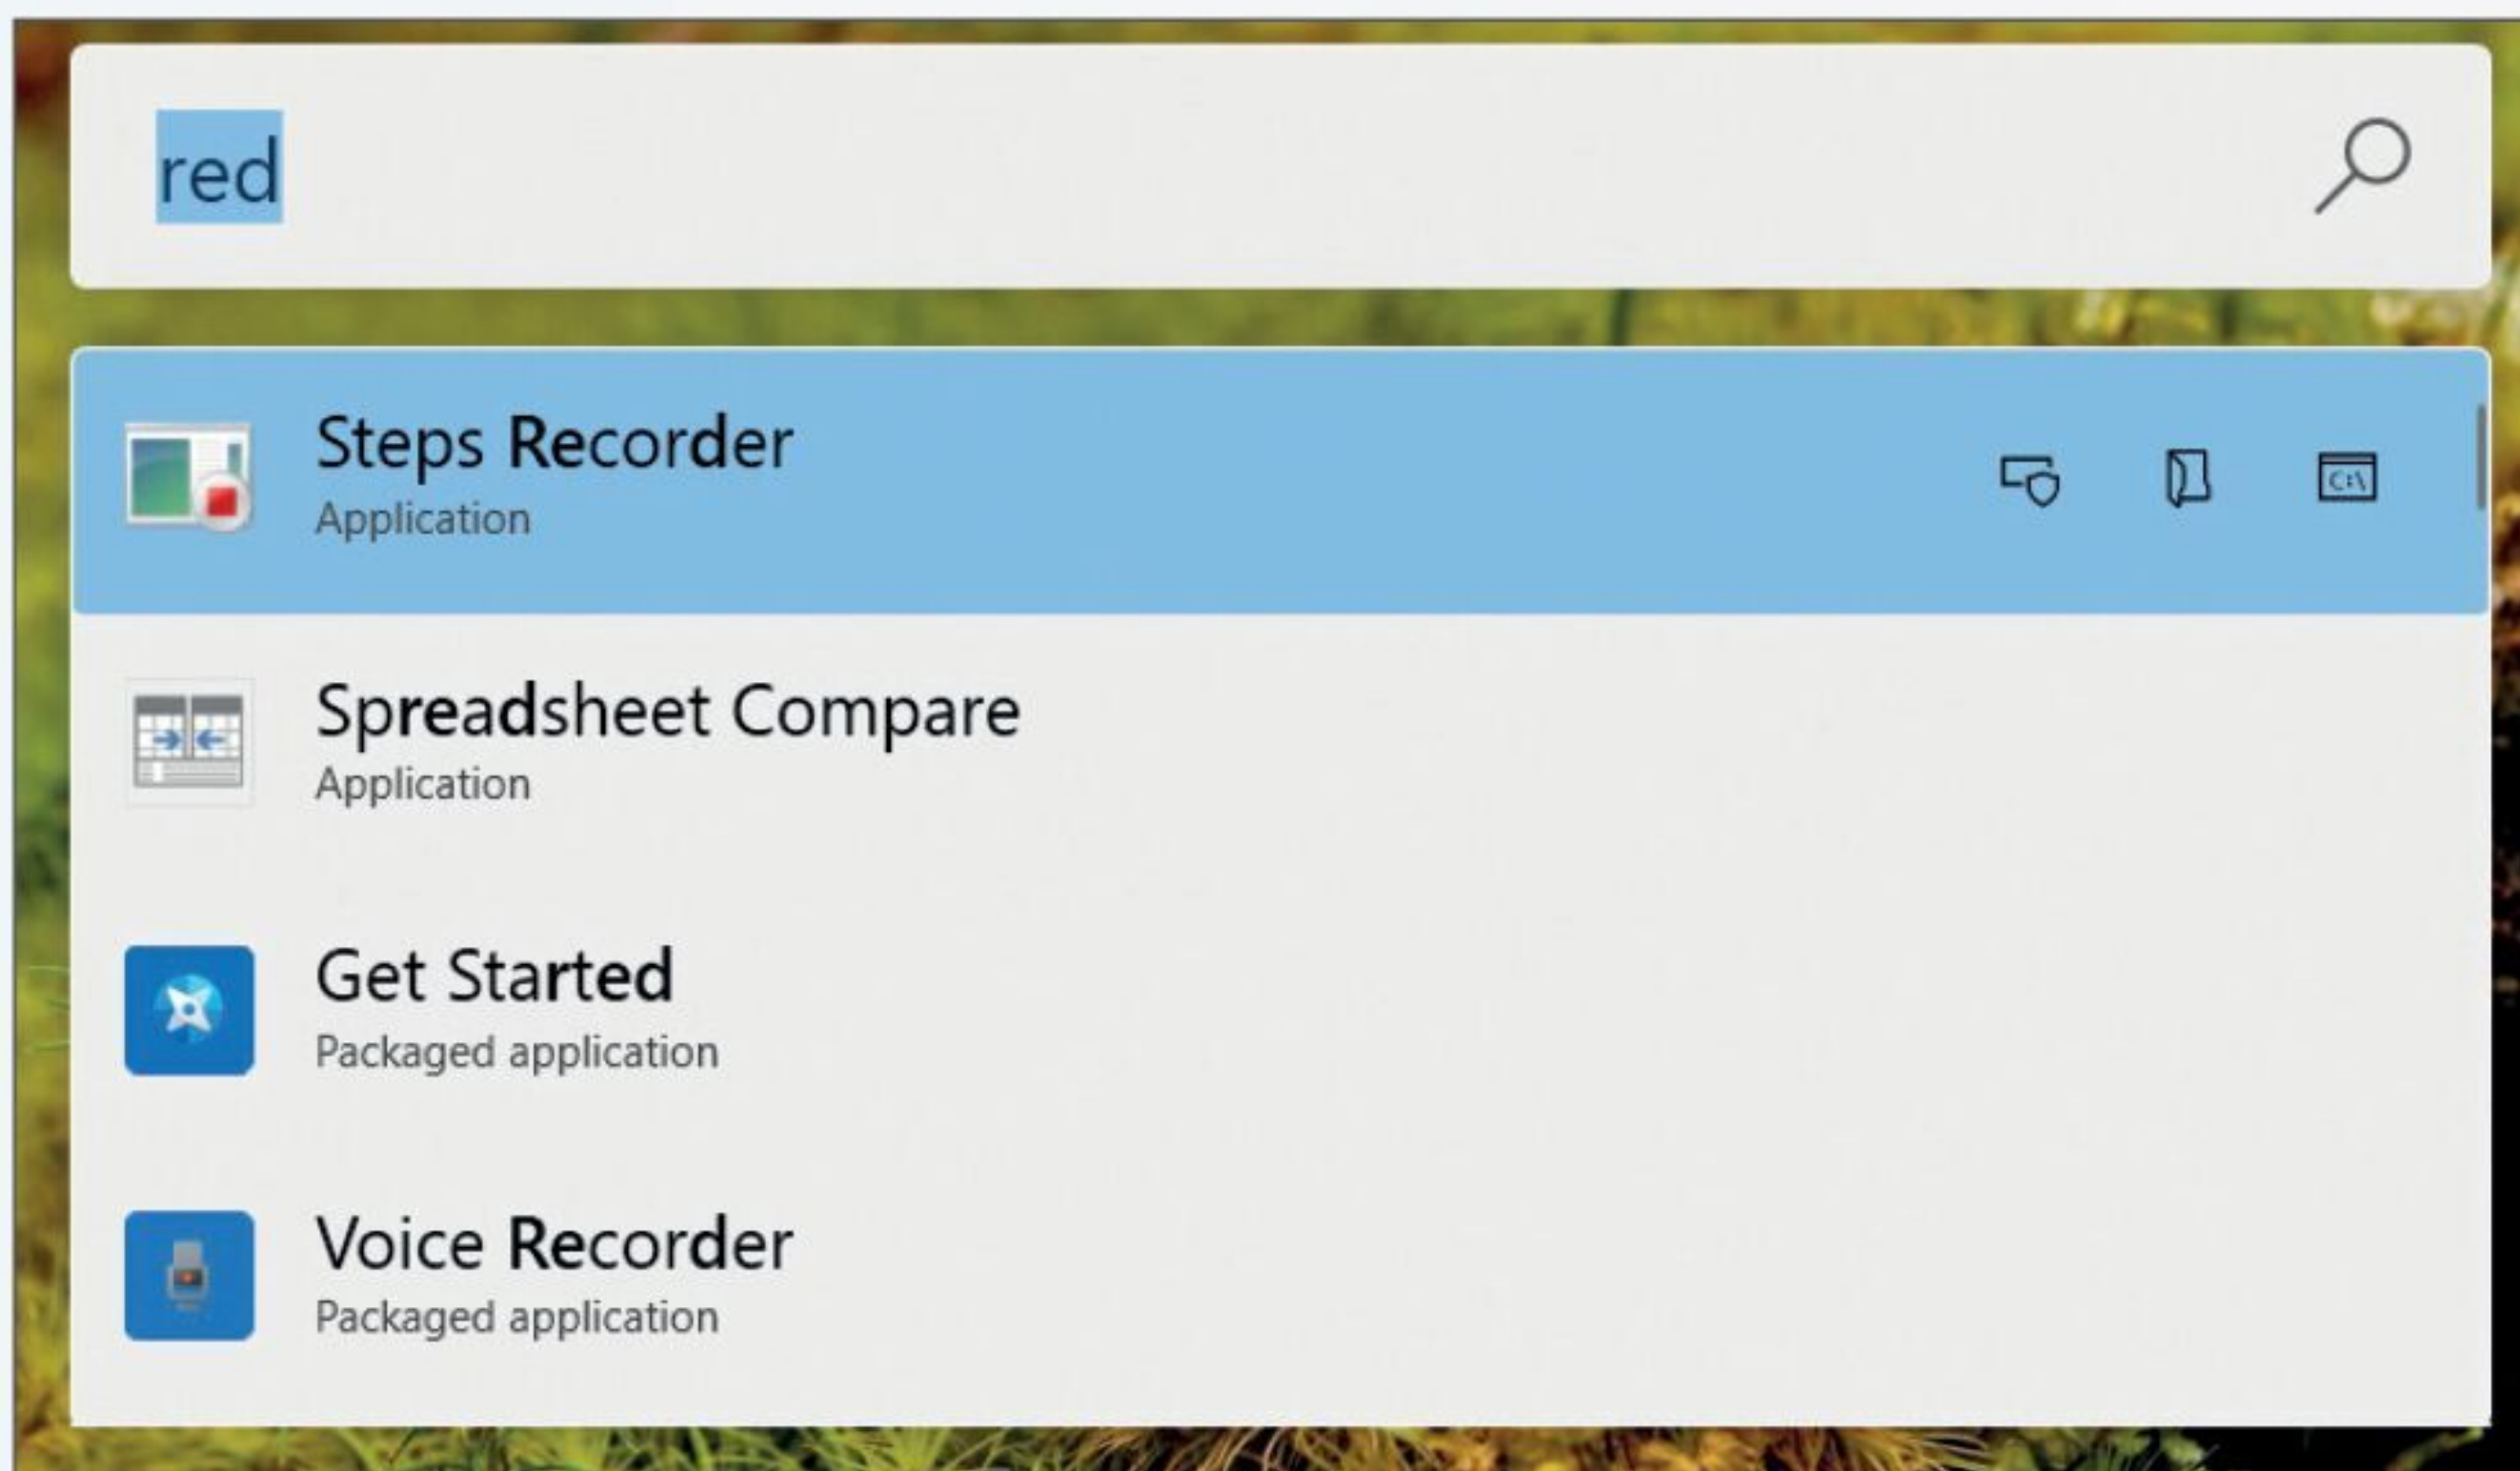 red
Steps Recorder
Application
C:\
Spreadsheet Compare
Application
Get Started
Packaged application
Voice Recorder
Packaged application